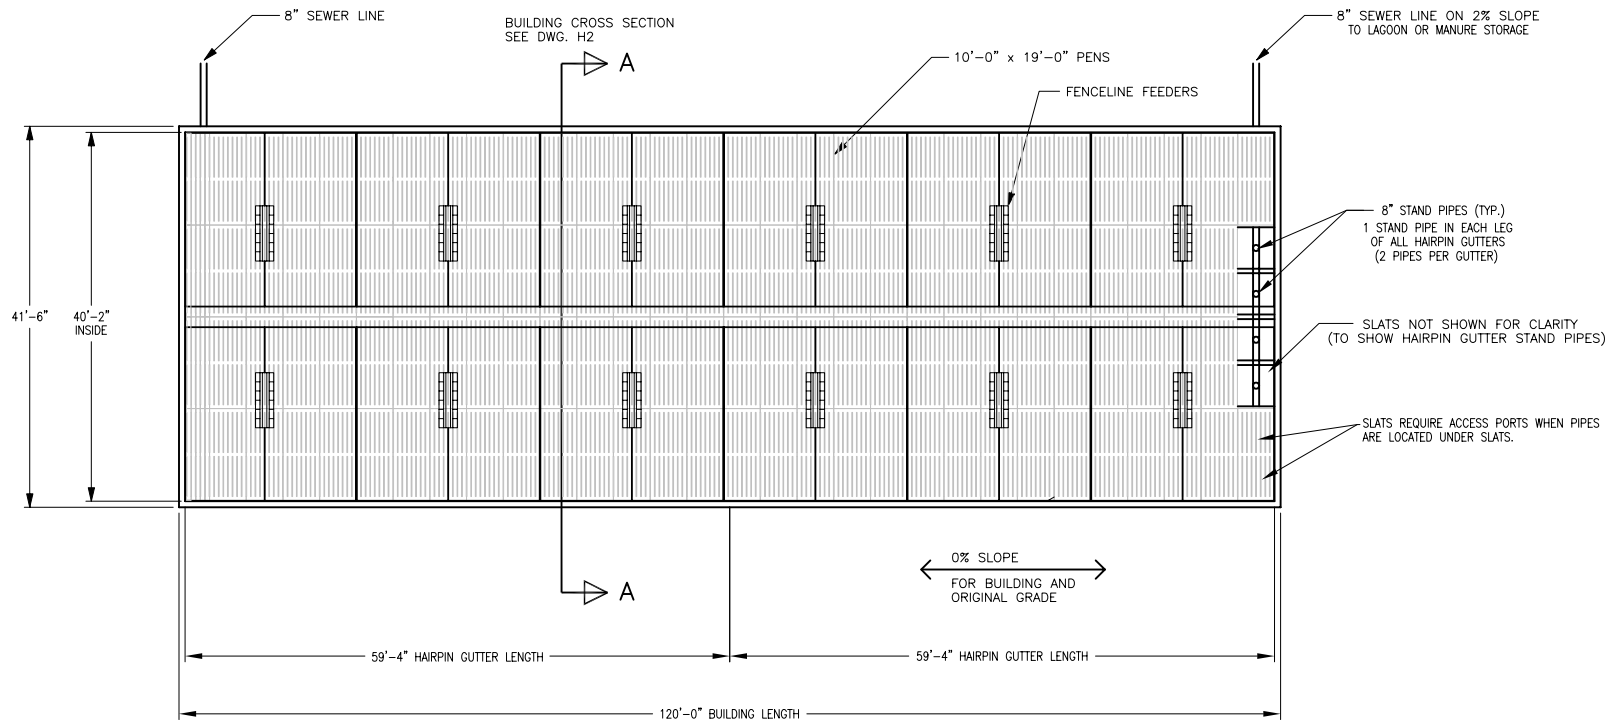 8" SEWER LINE
BUILDING CROSS SECTION
SEE DWG. H2
A
10'-0" x 19'-0" PENS
FENCELINE FEEDERS
8" SEWER LINE ON 2% SLOPE
TO LAGOON OR MANURE STORAGE
8" STAND PIPES (TYP.)
1 STAND PIPE IN EACH LEG
OF ALL HAIRPIN GUTTERS
(2 PIPES PER GUTTER)
41'-6"
40'-2"
INSIDE
SLATS NOT SHOWN FOR CLARITY
(TO SHOW HAIRPIN GUTTER STAND PIPES)
SLATS REQUIRE ACCESS PORTS WHEN PIPES
ARE LOCATED UNDER SLATS.
A
0% SLOPE
FOR BUILDING AND
ORIGINAL GRADE
59'-4" HAIRPIN GUTTER LENGTH
59'-4" HAIRPIN GUTTER LENGTH
120'-0" BUILDING LENGTH